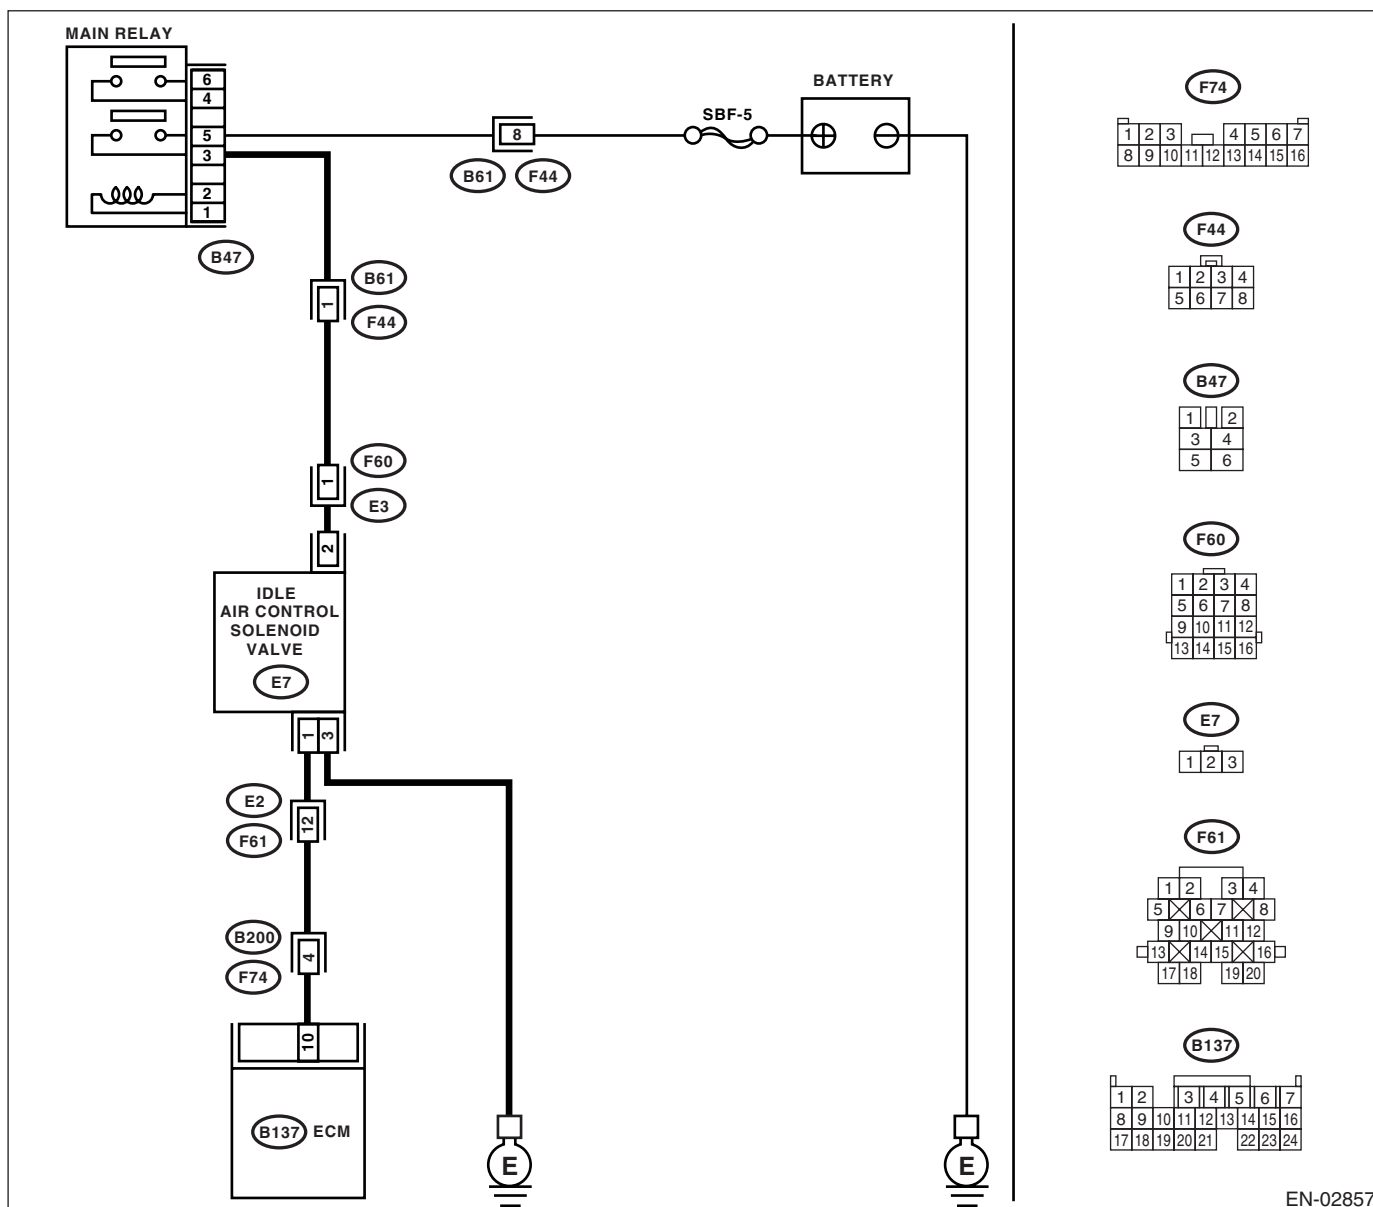 MAIN RELAY
6
4
5
3
2
1
B47
8
B61 F44
SBF-5
BATTERY
B61
1
F44
F60
1
E3
2
IDLE
AIR CONTROL
SOLENOID
VALVE
E7
1 3
E2
12
F61
B200
4
F74
10
B137 ECM
E
E
F74
1 2 3 4 5 6 7
8 9 10 11 12 13 14 15 16
F44
1 2 3 4
5 6 7 8
B47
1 2
3 4
5 6
F60
1 2 3 4
5 6 7 8
9 10 11 12
13 14 15 16
E7
1 2 3
F61
1 2 3 4
5 6 7 8
9 10 11 12
13 14 15 16
17 18 19 20
B137
1 2 3 4 5 6 7
8 9 10 11 12 13 14 15 16
17 18 19 20 21 22 23 24
EN-02857